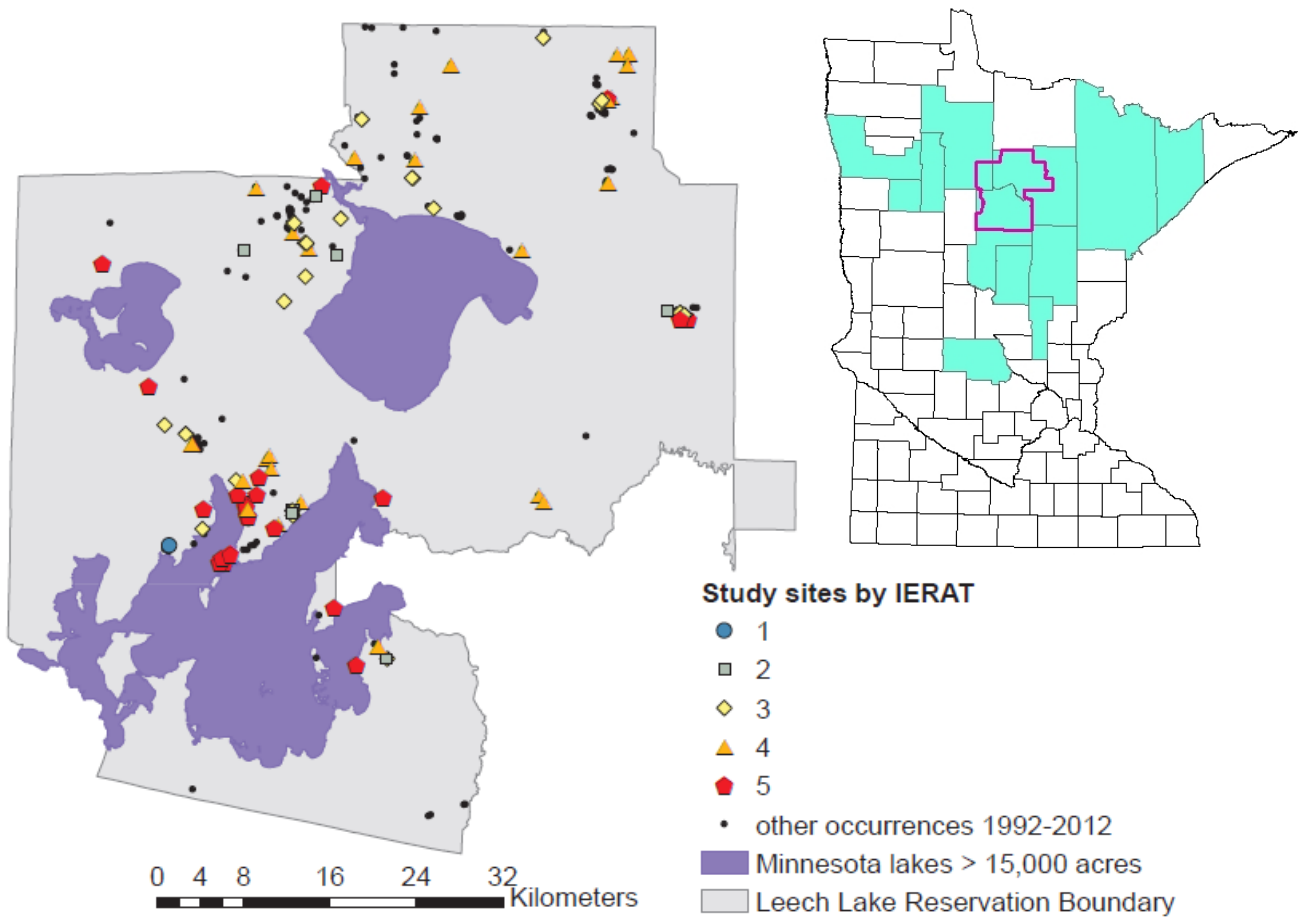 Study sites by IERAT
1
2
3
4
5
other occurrences 1992-2012
Minnesota lakes > 15,000 acres
Leech Lake Reservation Boundary
0 4 8 16 24 32
Kilometers